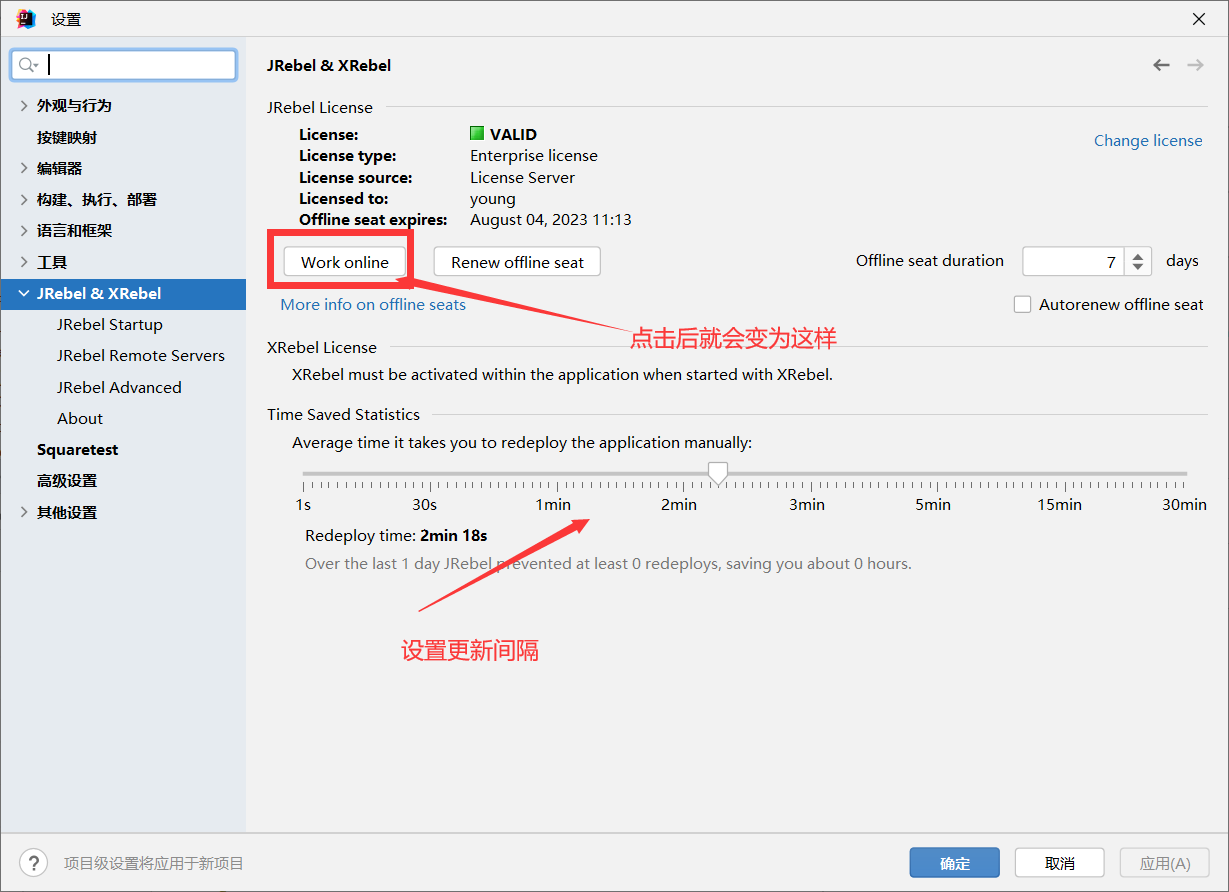 设置
JRebel & XRebel
JRebel License
License: VALID
Change license
License type: Enterprise license
License source: License Server
Licensed to: young
Offline seat expires: August 04, 2023 11:13
Work online
Renew offline seat
Offline seat duration 7 days
More info on offline seats
Autorenew offline seat
点击后就会变为这样
XRebel License
XRebel must be activated within the application when started with XRebel.
Time Saved Statistics
Average time it takes you to redeploy the application manually:
1s 30s 1min 2min 3min 5min 15min 30min
Redeploy time: 2min 18s
Over the last 1 day JRebel prevented at least 0 redeploys, saving you about 0 hours.
设置更新间隔
外观与行为
按键映射
编辑器
构建、执行、部署
语言和框架
工具
JRebel & XRebel
JRebel Startup
JRebel Remote Servers
JRebel Advanced
About
Squaretest
高级设置
其他设置
? 项目级设置将应用于新项目
确定
取消
应用(A)